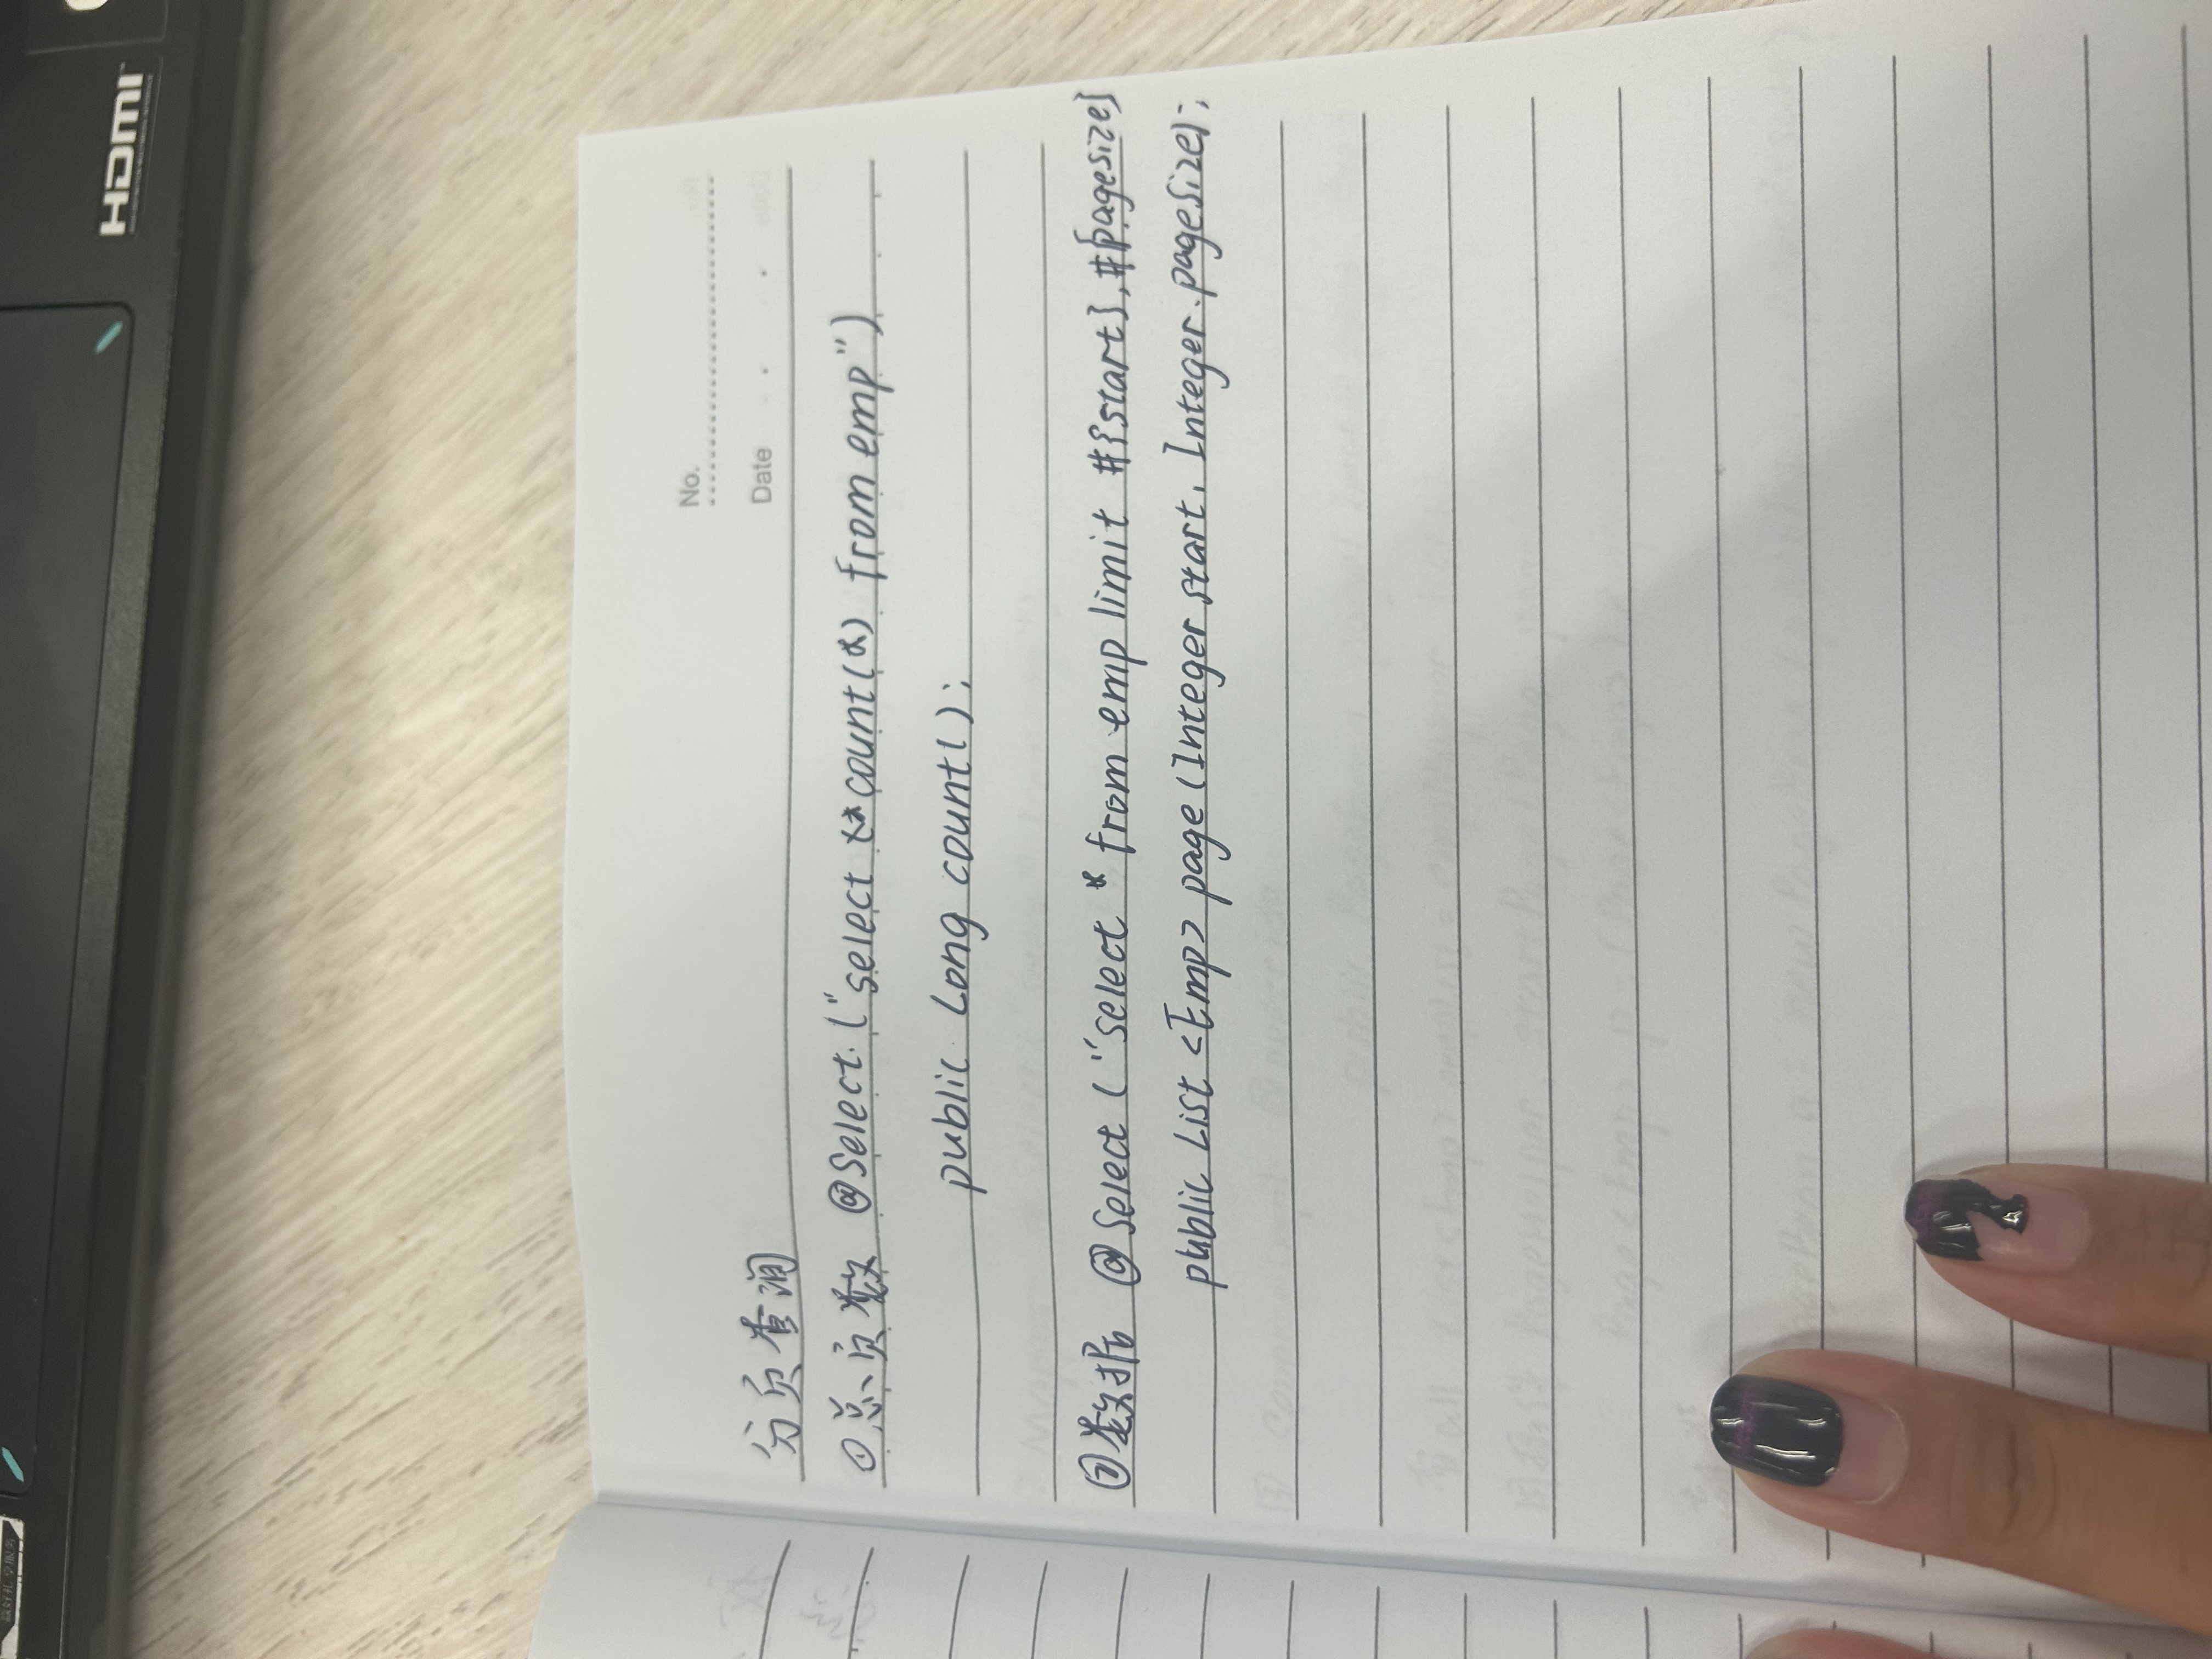 HDMI
No.
Date
分页查询
①总页数 @Select. ("select count(*) from emp")
public Long count();
②数据 @Select ("select * from emp limit #{start},#{pagesize}
public List <Emp> page (Integer start, Integer pageSize);